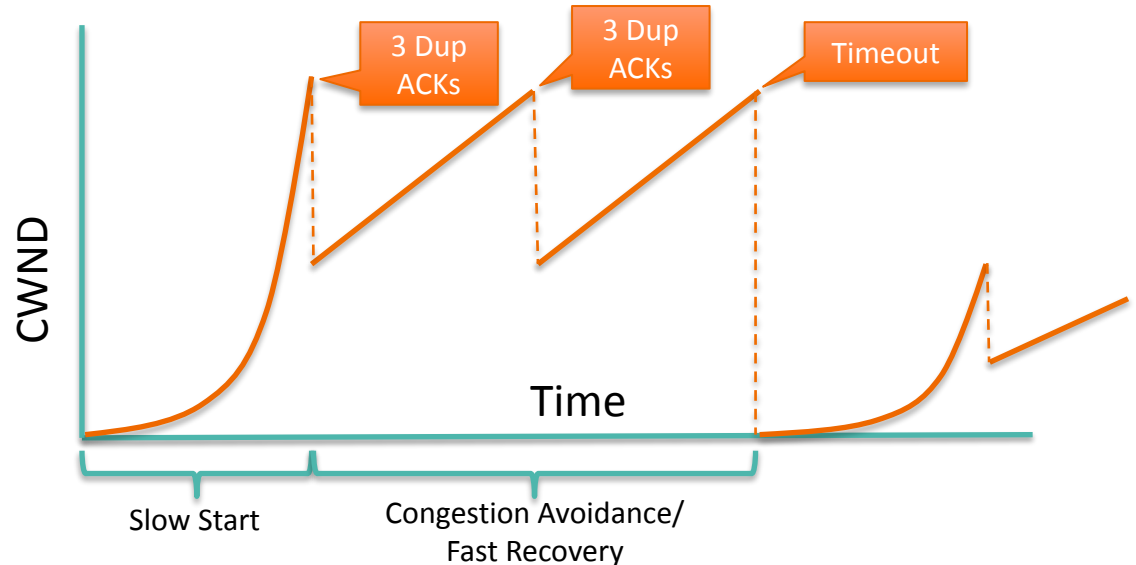 3 Dup
ACKs
3 Dup
ACKs
Timeout
CWND
Time
Slow Start
Congestion Avoidance/
Fast Recovery